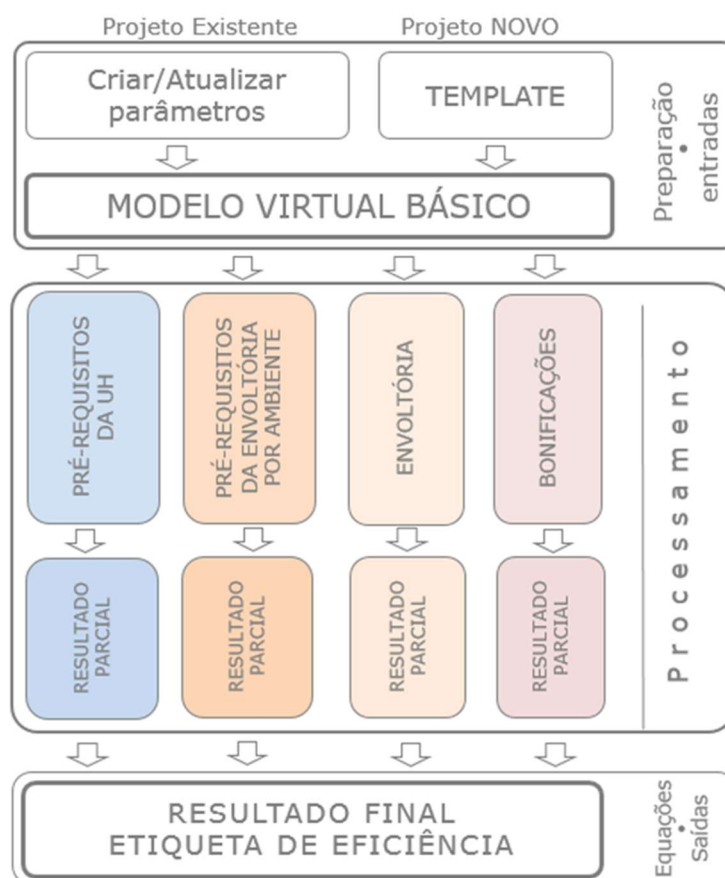 Projeto Existente
Projeto NOVO
Criar/Atualizar
parâmetros
TEMPLATE
MODELO VIRTUAL BÁSICO
Preparação
•
entradas
PRÉ-REQUISITOS
DA UH
PRÉ-REQUISITOS
DA ENVOLTÓRIA
POR AMBIENTE
ENVOLTÓRIA
BONIFICAÇÕES
RESULTADO
PARCIAL
RESULTADO
PARCIAL
RESULTADO
PARCIAL
RESULTADO
PARCIAL
Processamento
RESULTADO FINAL
ETIQUETA DE EFICIÊNCIA
Equações
•
Saídas